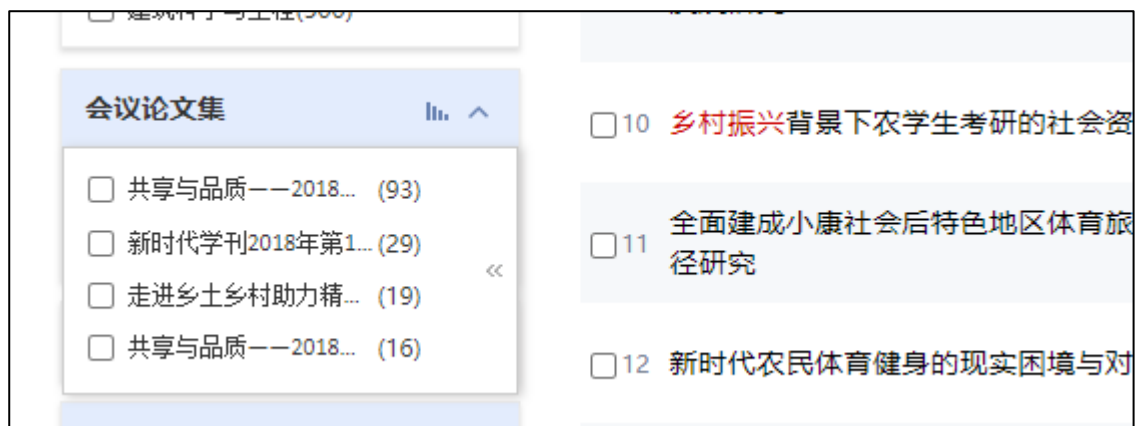 会议论文集
共享与品质——2018... (93)
新时代学刊2018年第1... (29)
走进乡土乡村助力精... (19)
共享与品质——2018... (16)
10 乡村振兴背景下农学生考研的社会资
11 全面建成小康社会后特色地区体育旅
径研究
12 新时代农民体育健身的现实困境与对